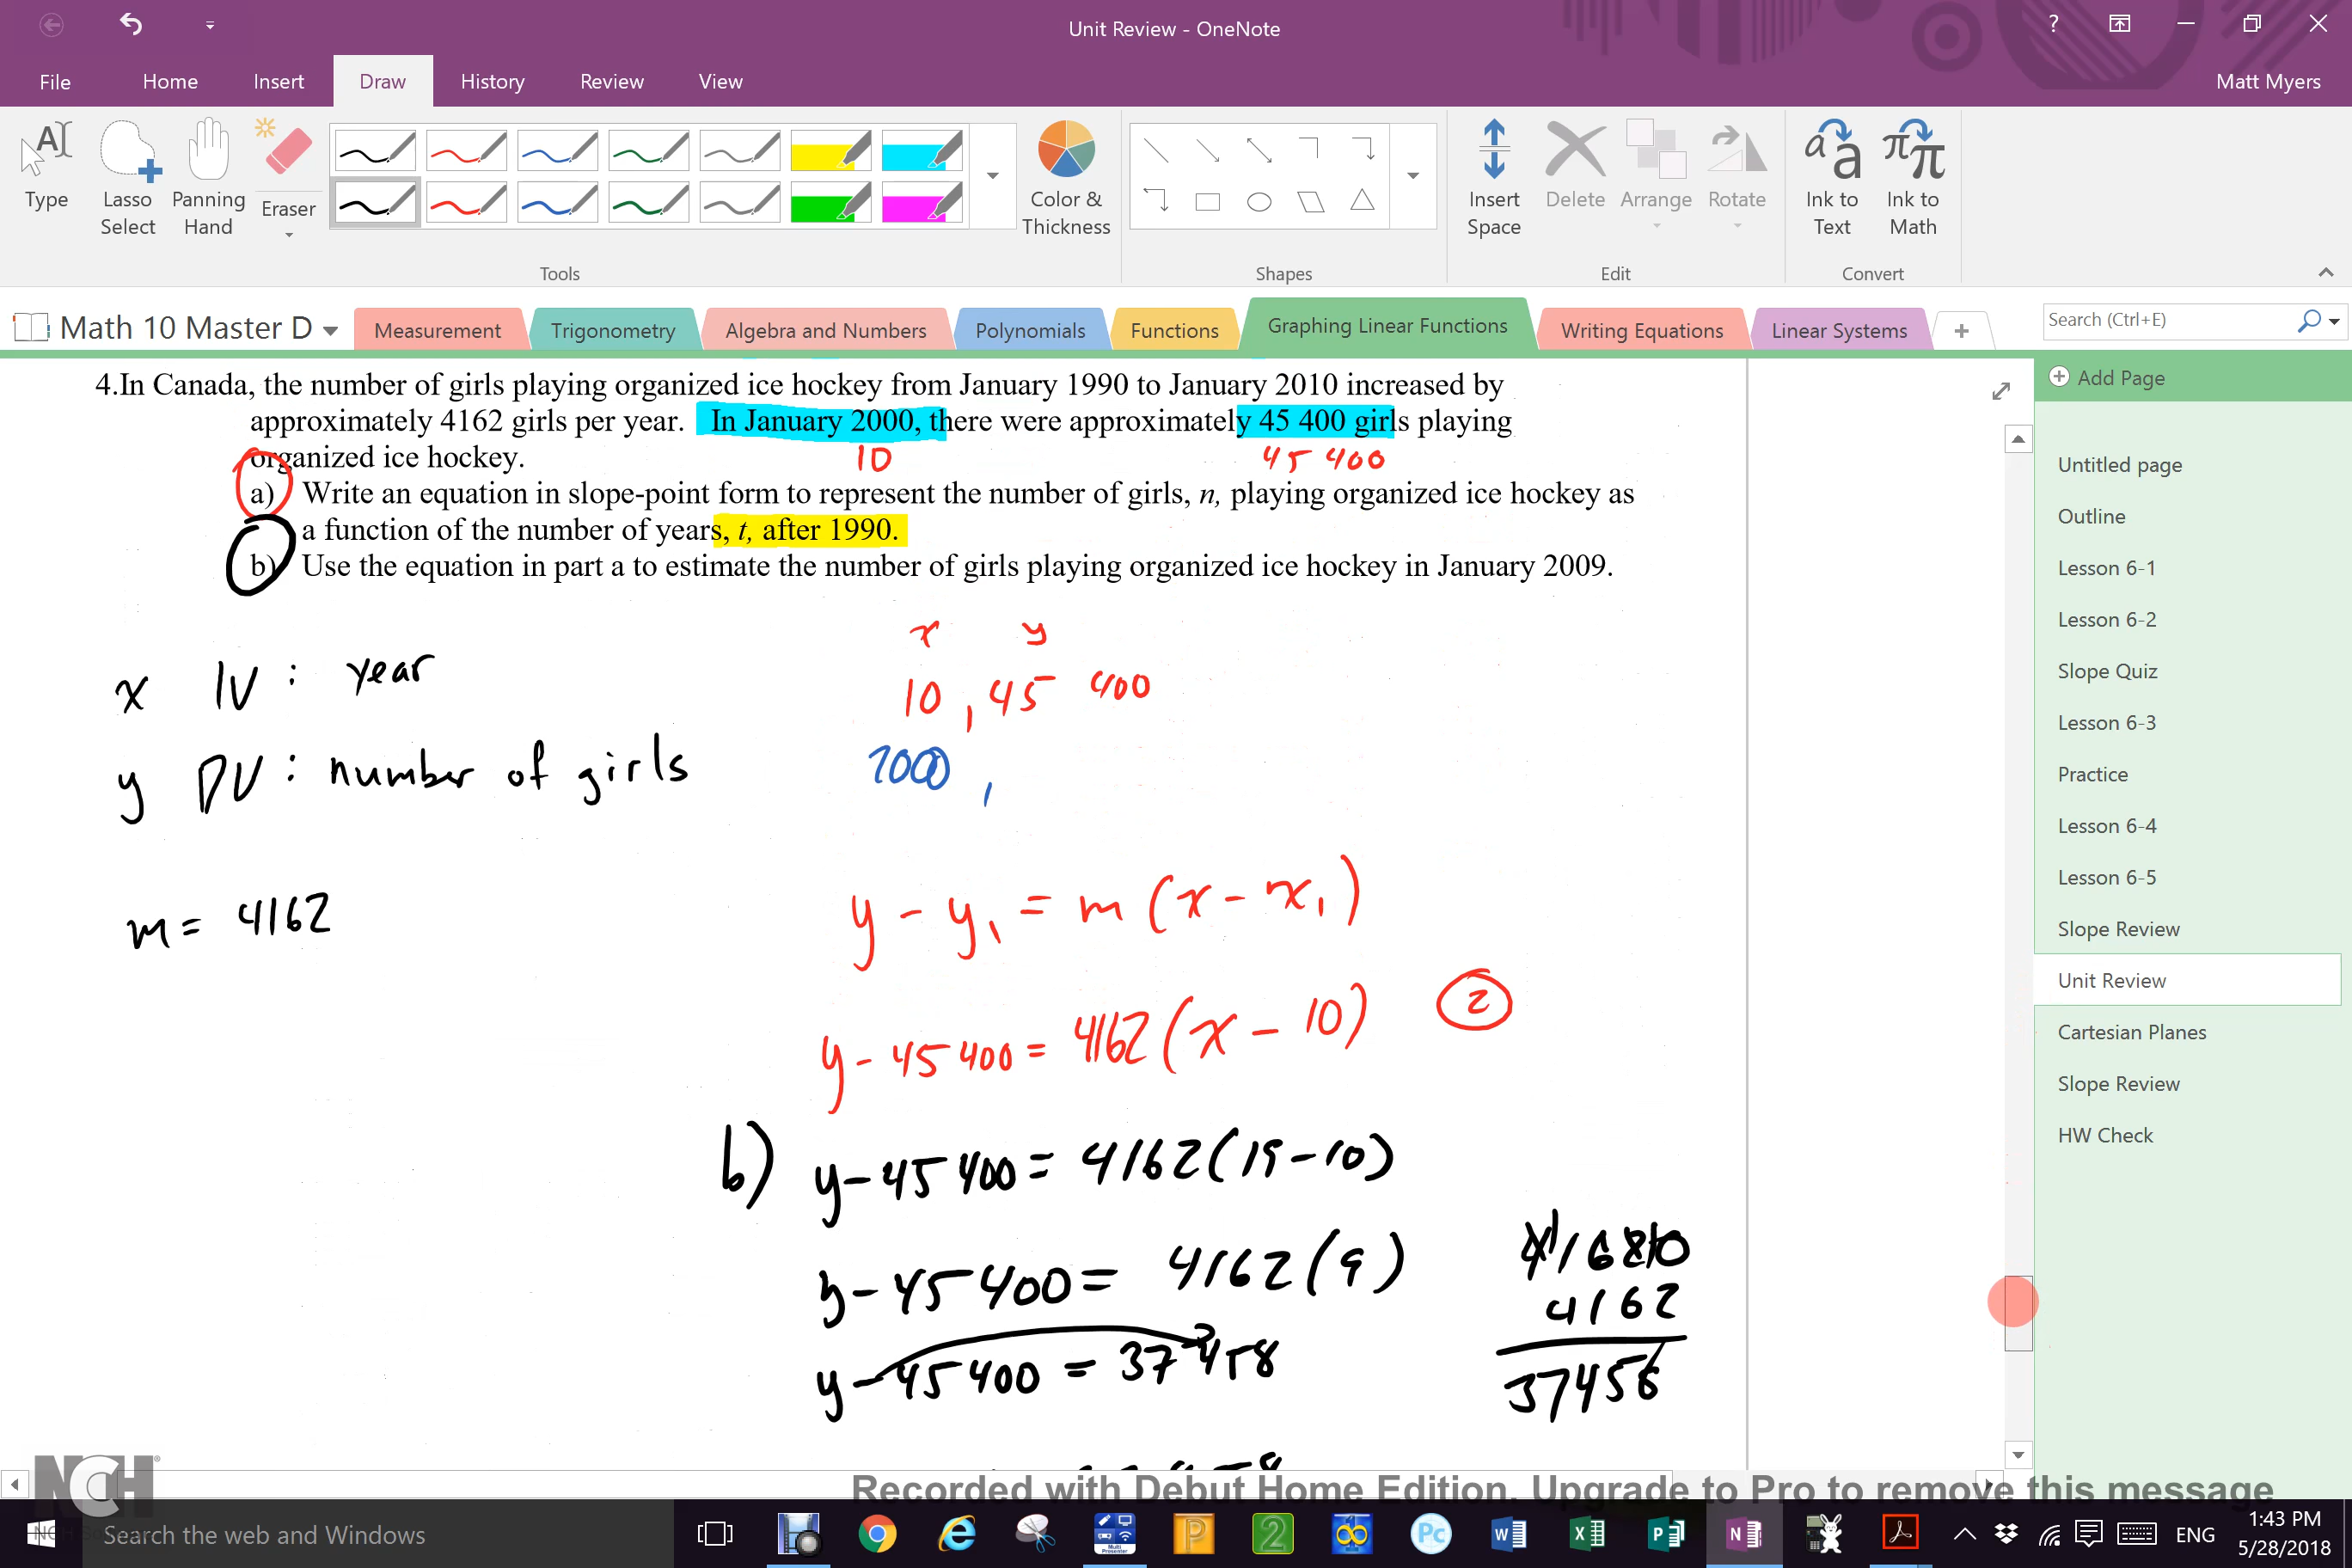 Unit Review - OneNote
?
File Home Insert Draw History Review View
Matt Myers
Type
Lasso Select
Panning Hand
Eraser
Color & Thickness
Insert Space
Delete
Arrange
Rotate
Ink to Text
Ink to Math
Tools
Shapes
Edit
Convert
Math 10 Master D
Measurement
Trigonometry
Algebra and Numbers
Polynomials
Functions
Graphing Linear Functions
Writing Equations
Linear Systems
+
Search (Ctrl+E)
4.In Canada, the number of girls playing organized ice hockey from January 1990 to January 2010 increased by
approximately 4162 girls per year. In January 2000, there were approximately 45 400 girls playing
organized ice hockey.
10
45 400
a) Write an equation in slope-point form to represent the number of girls, n, playing organized ice hockey as
a function of the number of years, t, after 1990.
b) Use the equation in part a to estimate the number of girls playing organized ice hockey in January 2009.
x y
x IV : year
10 , 45 400
y DV : number of girls
2000 ,
m = 4162
y - y₁ = m (x - x₁)
y - 45 400 = 4162 (x - 10)
2
b) y - 45 400 = 4162 (19 - 10)
y - 45 400 = 4162 (9)
4162
y - 45 400 = 37 458
Add Page
Untitled page
Outline
Lesson 6-1
Lesson 6-2
Slope Quiz
Lesson 6-3
Practice
Lesson 6-4
Lesson 6-5
Slope Review
Unit Review
Cartesian Planes
Slope Review
HW Check
NCH
Recorded with Debut Home Edition. Upgrade to Pro to remove this message
Search the web and Windows
ENG
1:43 PM
5/28/2018